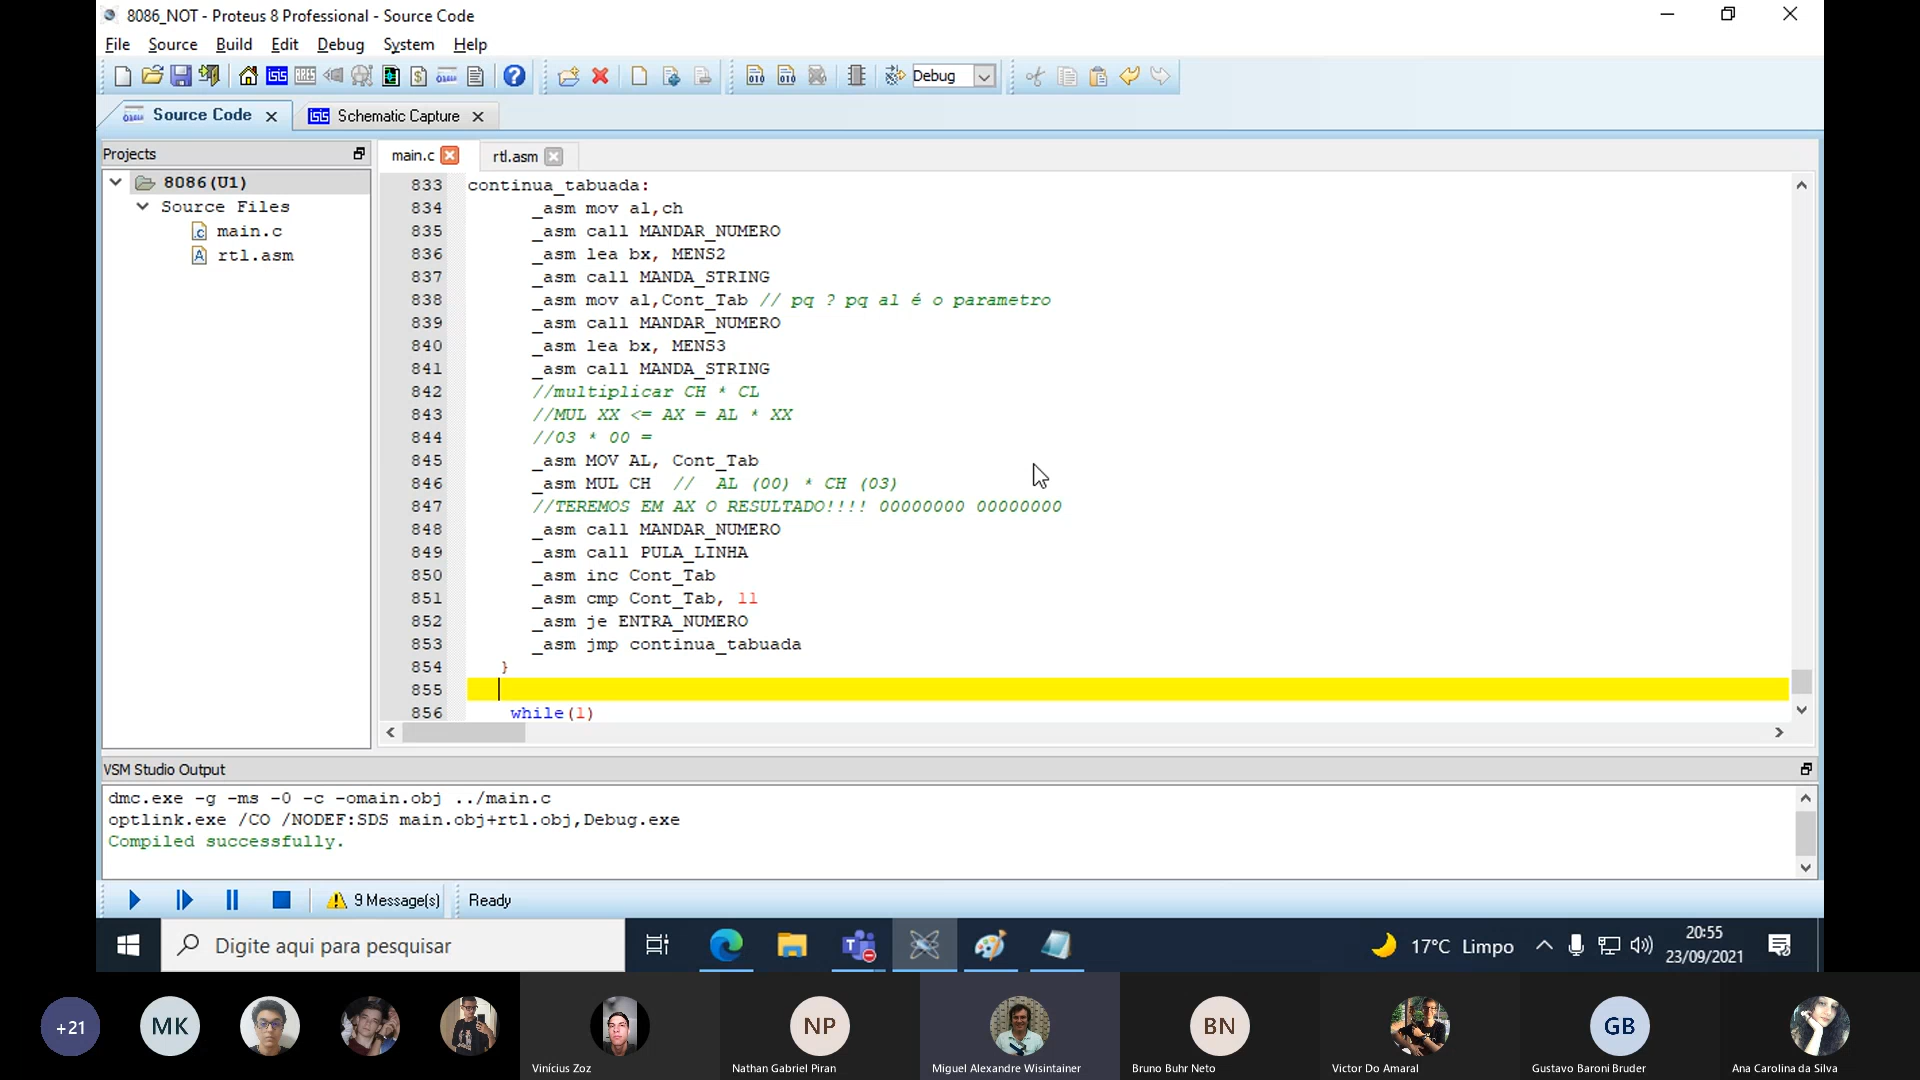 8086_NOT - Proteus 8 Professional - Source Code
File Source Build Edit Debug System Help
Debug
Source Code Schematic Capture
Projects
main.c rtl.asm
8086 (U1)
Source Files
main.c
rtl.asm
833 continua_tabuada:
834 _asm mov al,ch
835 _asm call MANDAR_NUMERO
836 _asm lea bx, MENS2
837 _asm call MANDA_STRING
838 _asm mov al,Cont_Tab // pq ? pq al é o parametro
839 _asm call MANDAR_NUMERO
840 _asm lea bx, MENS3
841 _asm call MANDA_STRING
842 //multiplicar CH * CL
843 //MUL XX <= AX = AL * XX
844 //03 * 00 =
845 _asm MOV AL, Cont_Tab
846 _asm MUL CH // AL (00) * CH (03)
847 //TEREMOS EM AX O RESULTADO!!!! 00000000 00000000
848 _asm call MANDAR_NUMERO
849 _asm call PULA_LINHA
850 _asm inc Cont_Tab
851 _asm cmp Cont_Tab, 11
852 _asm je ENTRA_NUMERO
853 _asm jmp continua_tabuada
854 }
855
856 while(1)
VSM Studio Output
dmc.exe -g -ms -0 -c -omain.obj ../main.c
optlink.exe /CO /NODEF:SDS main.obj+rtl.obj,Debug.exe
Compiled successfully.
9 Message(s) Ready
Digite aqui para pesquisar
17°C Limpo
20:55
23/09/2021
+21
MK
NP
BN
GB
Vinícius Zoz
Nathan Gabriel Piran
Miguel Alexandre Wisintainer
Bruno Buhr Neto
Victor Do Amaral
Gustavo Baroni Bruder
Ana Carolina da Silva